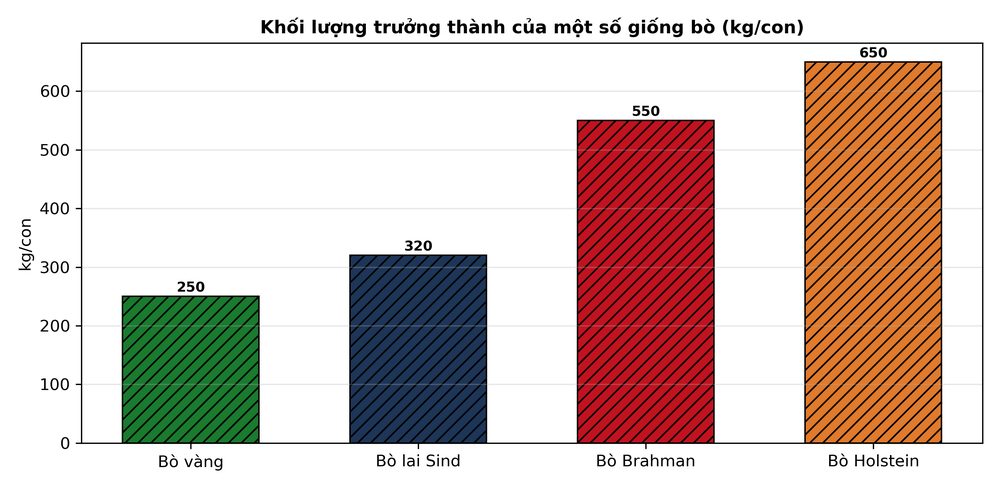 Khối lượng trưởng thành của một số giống bò (kg/con)
kg/con
600
500
400
300
200
100
0
250
320
550
650
Bò vàng
Bò lai Sind
Bò Brahman
Bò Holstein